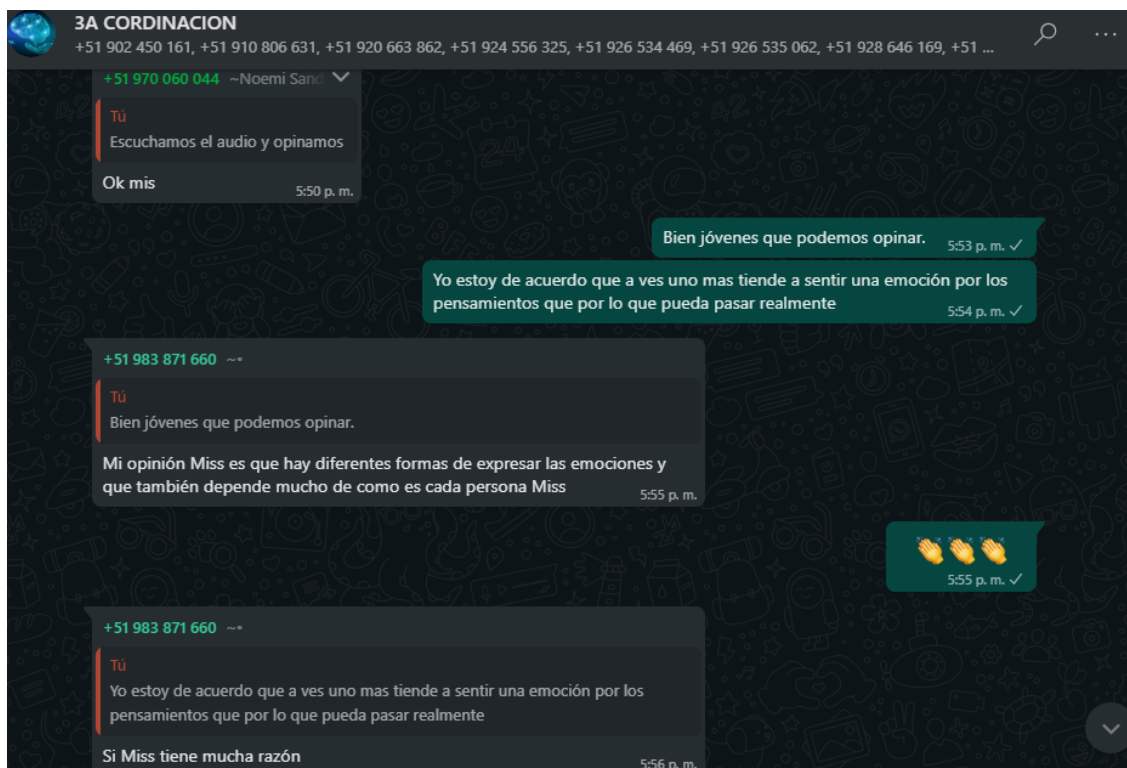 3A CORDINACION
+51 902 450 161, +51 910 806 631, +51 920 663 862, +51 924 556 325, +51 926 534 469, +51 926 535 062, +51 928 646 169, +51 ...
+51 970 060 044 ~Noemi Sand
Tú
Escuchamos el audio y opinamos
Ok mis
5:50 p. m.
Bien jóvenes que podemos opinar.
5:53 p. m.
Yo estoy de acuerdo que a ves uno mas tiende a sentir una emoción por los
pensamientos que por lo que pueda pasar realmente
5:54 p. m.
+51 983 871 660 ~•
Tú
Bien jóvenes que podemos opinar.
Mi opinión Miss es que hay diferentes formas de expresar las emociones y
que también depende mucho de como es cada persona Miss
5:55 p. m.
👏👏👏
5:55 p. m.
+51 983 871 660 ~•
Tú
Yo estoy de acuerdo que a ves uno mas tiende a sentir una emoción por los
pensamientos que por lo que pueda pasar realmente
Si Miss tiene mucha razón
5:56 p. m.